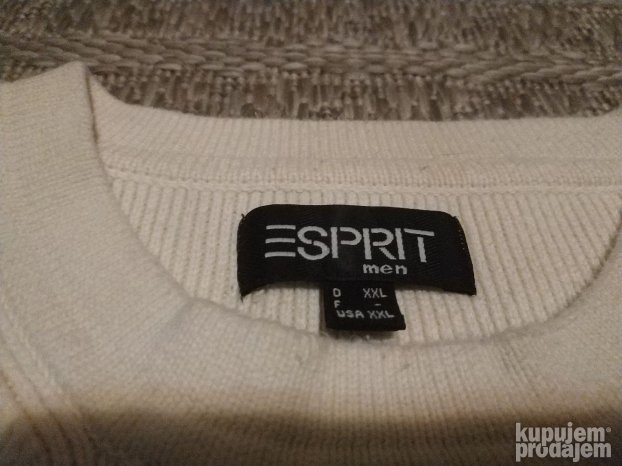 ESPRIT
men
D XXL
F -
USA XXL
kupujem
prodajem